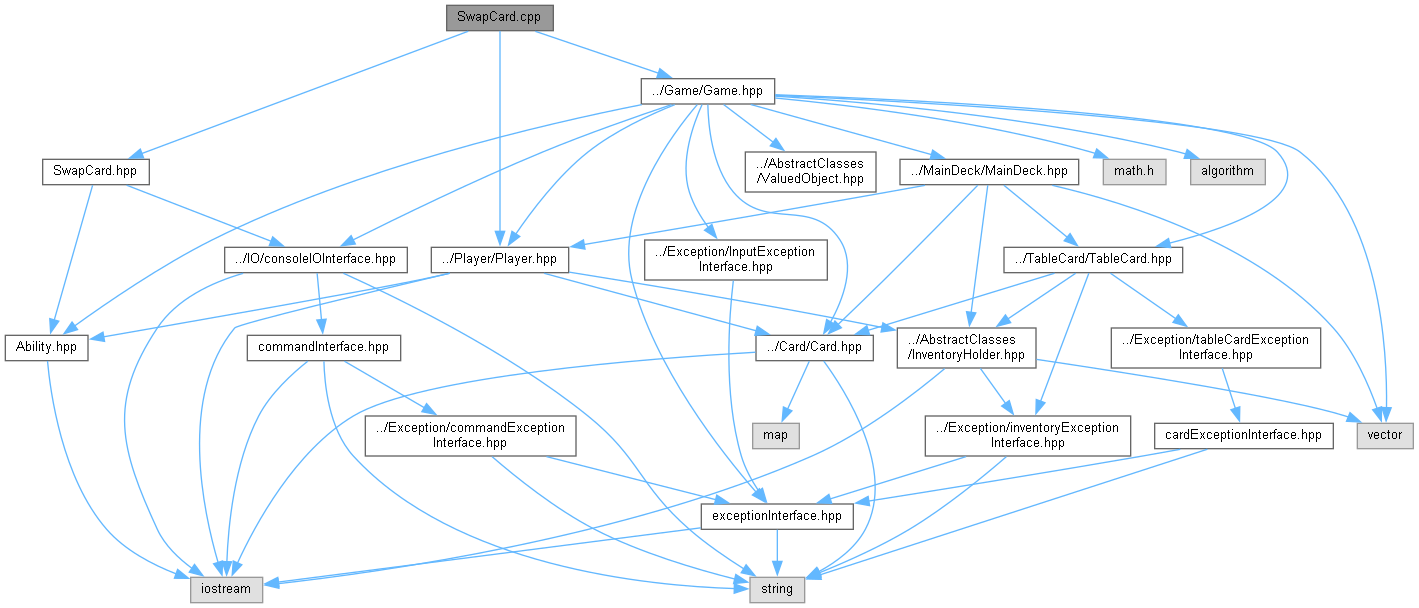 SwapCard.cpp
../Game/Game.hpp
SwapCard.hpp
../AbstractClasses
/ValuedObject.hpp
../MainDeck/MainDeck.hpp
math.h
algorithm
../IO/consoleIOInterface.hpp
../Player/Player.hpp
../Exception/InputException
Interface.hpp
../TableCard/TableCard.hpp
Ability.hpp
commandInterface.hpp
../Card/Card.hpp
../AbstractClasses
/InventoryHolder.hpp
../Exception/tableCardException
Interface.hpp
../Exception/commandException
Interface.hpp
map
../Exception/inventoryException
Interface.hpp
cardExceptionInterface.hpp
vector
exceptionInterface.hpp
iostream
string